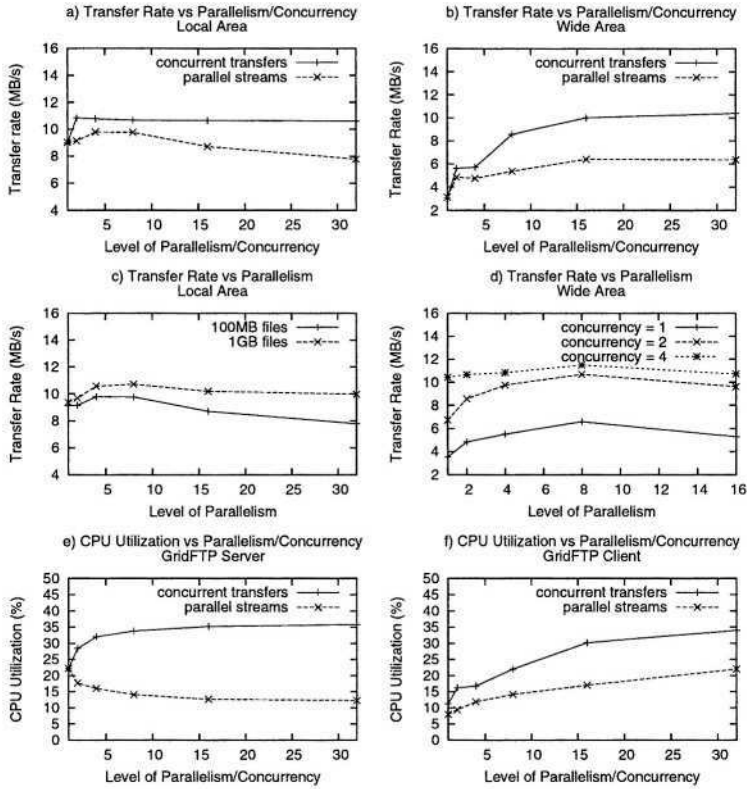 a) Transfer Rate vs Parallelism/Concurrency
Local Area
Transfer rate (MB/s)
16
14
12
10
8
6
4
concurrent transfers
parallel streams
5 10 15 20 25 30
Level of Parallelism/Concurrency
b) Transfer Rate vs Parallelism/Concurrency
Wide Area
Transfer Rate (MB/s)
16
14
12
10
8
6
4
2
concurrent transfers
parallel streams
5 10 15 20 25 30
Level of Parallelism/Concurrency
c) Transfer Rate vs Parallelism
Local Area
Transfer Rate (MB/s)
16
14
12
10
8
6
4
100MB files
1GB files
5 10 15 20 25 30
Level of Parallelism
d) Transfer Rate vs Parallelism
Wide Area
Transfer Rate (MB/s)
16
14
12
10
8
6
4
2
concurrency = 1
concurrency = 2
concurrency = 4
2 4 6 8 10 12 14 16
Level of Parallelism
e) CPU Utilization vs Parallelism/Concurrency
GridFTP Server
CPU Utilization (%)
50
45
40
35
30
25
20
15
10
5
0
concurrent transfers
parallel streams
5 10 15 20 25 30
Level of Parallelism/Concurrency
f) CPU Utilization vs Parallelism/Concurrency
GridFTP Client
CPU Utilization (%)
50
45
40
35
30
25
20
15
10
5
0
concurrent transfers
parallel streams
5 10 15 20 25 30
Level of Parallelism/Concurrency